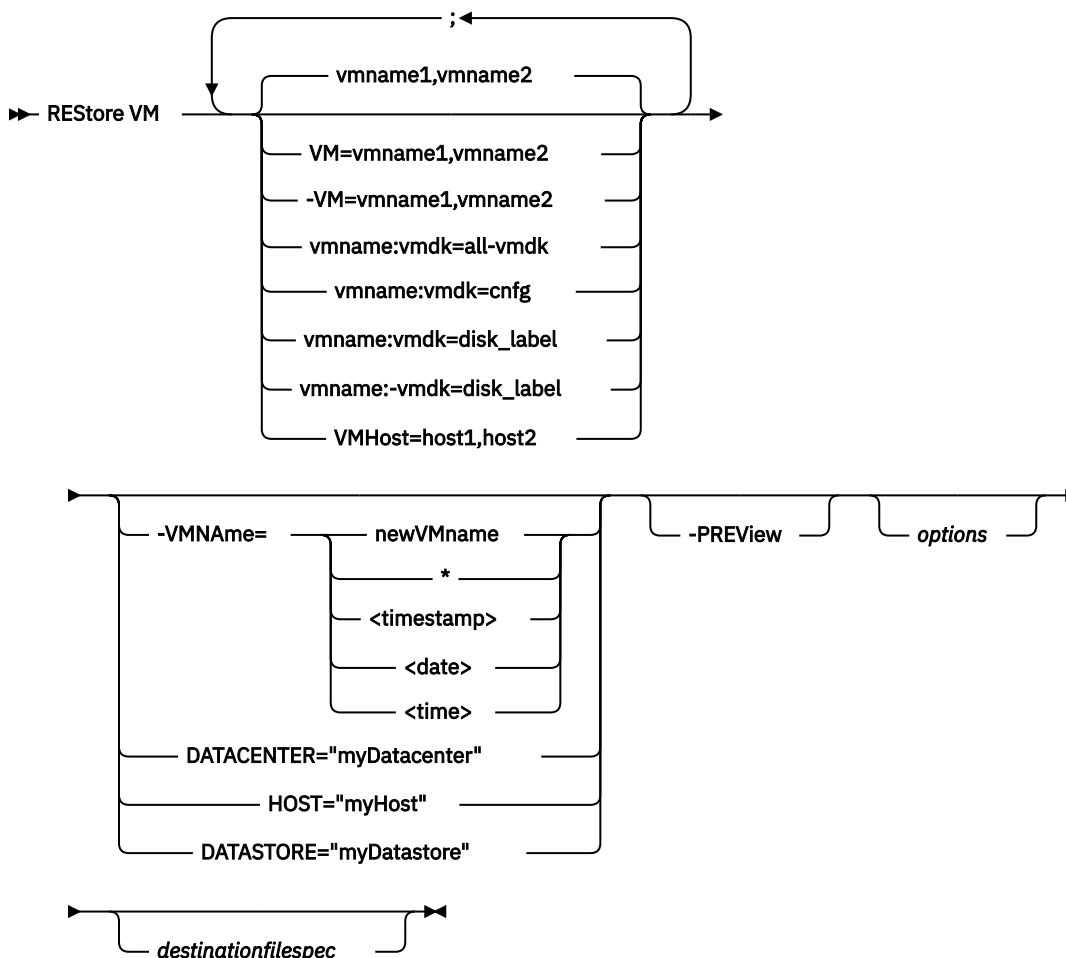 ;
vmname1,vmname2
REStore VM
VM=vmname1,vmname2
-VM=vmname1,vmname2
vmname:vmdk=all-vmdk
vmname:vmdk=cnfg
vmname:vmdk=disk_label
vmname:-vmdk=disk_label
VMHost=host1,host2
-VMNAme= newVMname -PREView options
*
<timestamp>
<date>
<time>
DATACENTER="myDatacenter"
HOST="myHost"
DATASTORE="myDatastore"
destinationfilespec